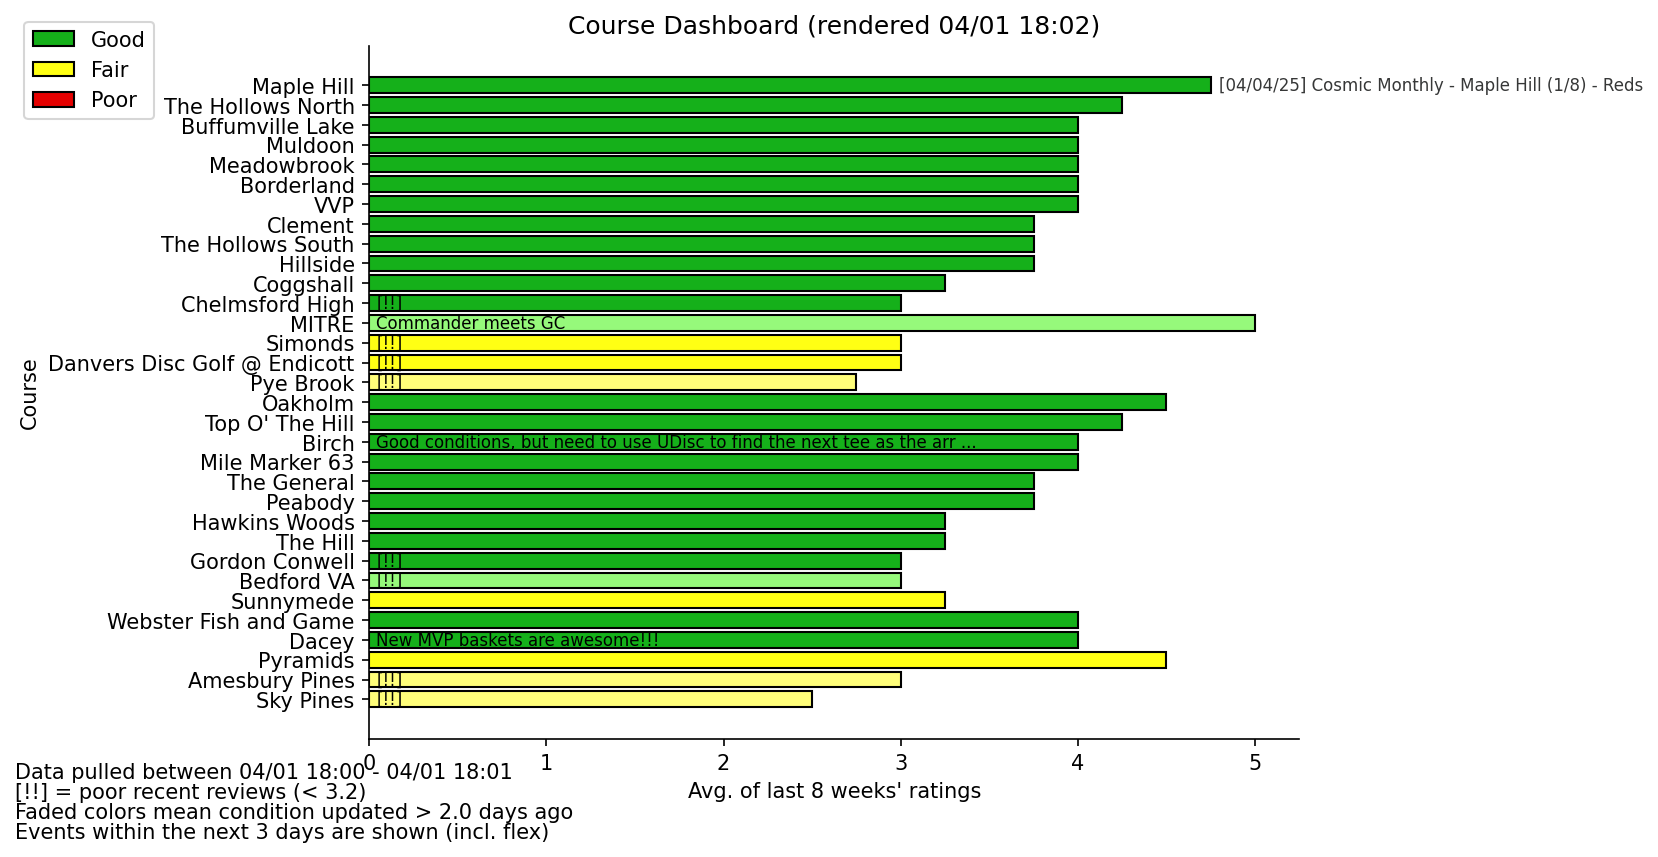 Course Dashboard (rendered 04/01 18:02)
Good
Fair
Poor
Maple Hill
[04/04/25] Cosmic Monthly - Maple Hill (1/8) - Reds
The Hollows North
Buffumville Lake
Muldoon
Meadowbrook
Borderland
VVP
Clement
The Hollows South
Hillside
Coggshall
Chelmsford High
[!!]
MITRE
Commander meets GC
Simonds
[!!]
Danvers Disc Golf @ Endicott
[!!]
Pye Brook
[!!]
Oakholm
Top O' The Hill
Birch
Good conditions, but need to use UDisc to find the next tee as the arr ...
Mile Marker 63
The General
Peabody
Hawkins Woods
The Hill
Gordon Conwell
[!!]
Bedford VA
[!!]
Sunnymede
Webster Fish and Game
Dacey
New MVP baskets are awesome!!!
Pyramids
Amesbury Pines
[!!]
Sky Pines
[!!]
Course
0 1 2 3 4 5
Avg. of last 8 weeks' ratings
Data pulled between 04/01 18:00 - 04/01 18:01
[!!] = poor recent reviews (< 3.2)
Faded colors mean condition updated > 2.0 days ago
Events within the next 3 days are shown (incl. flex)